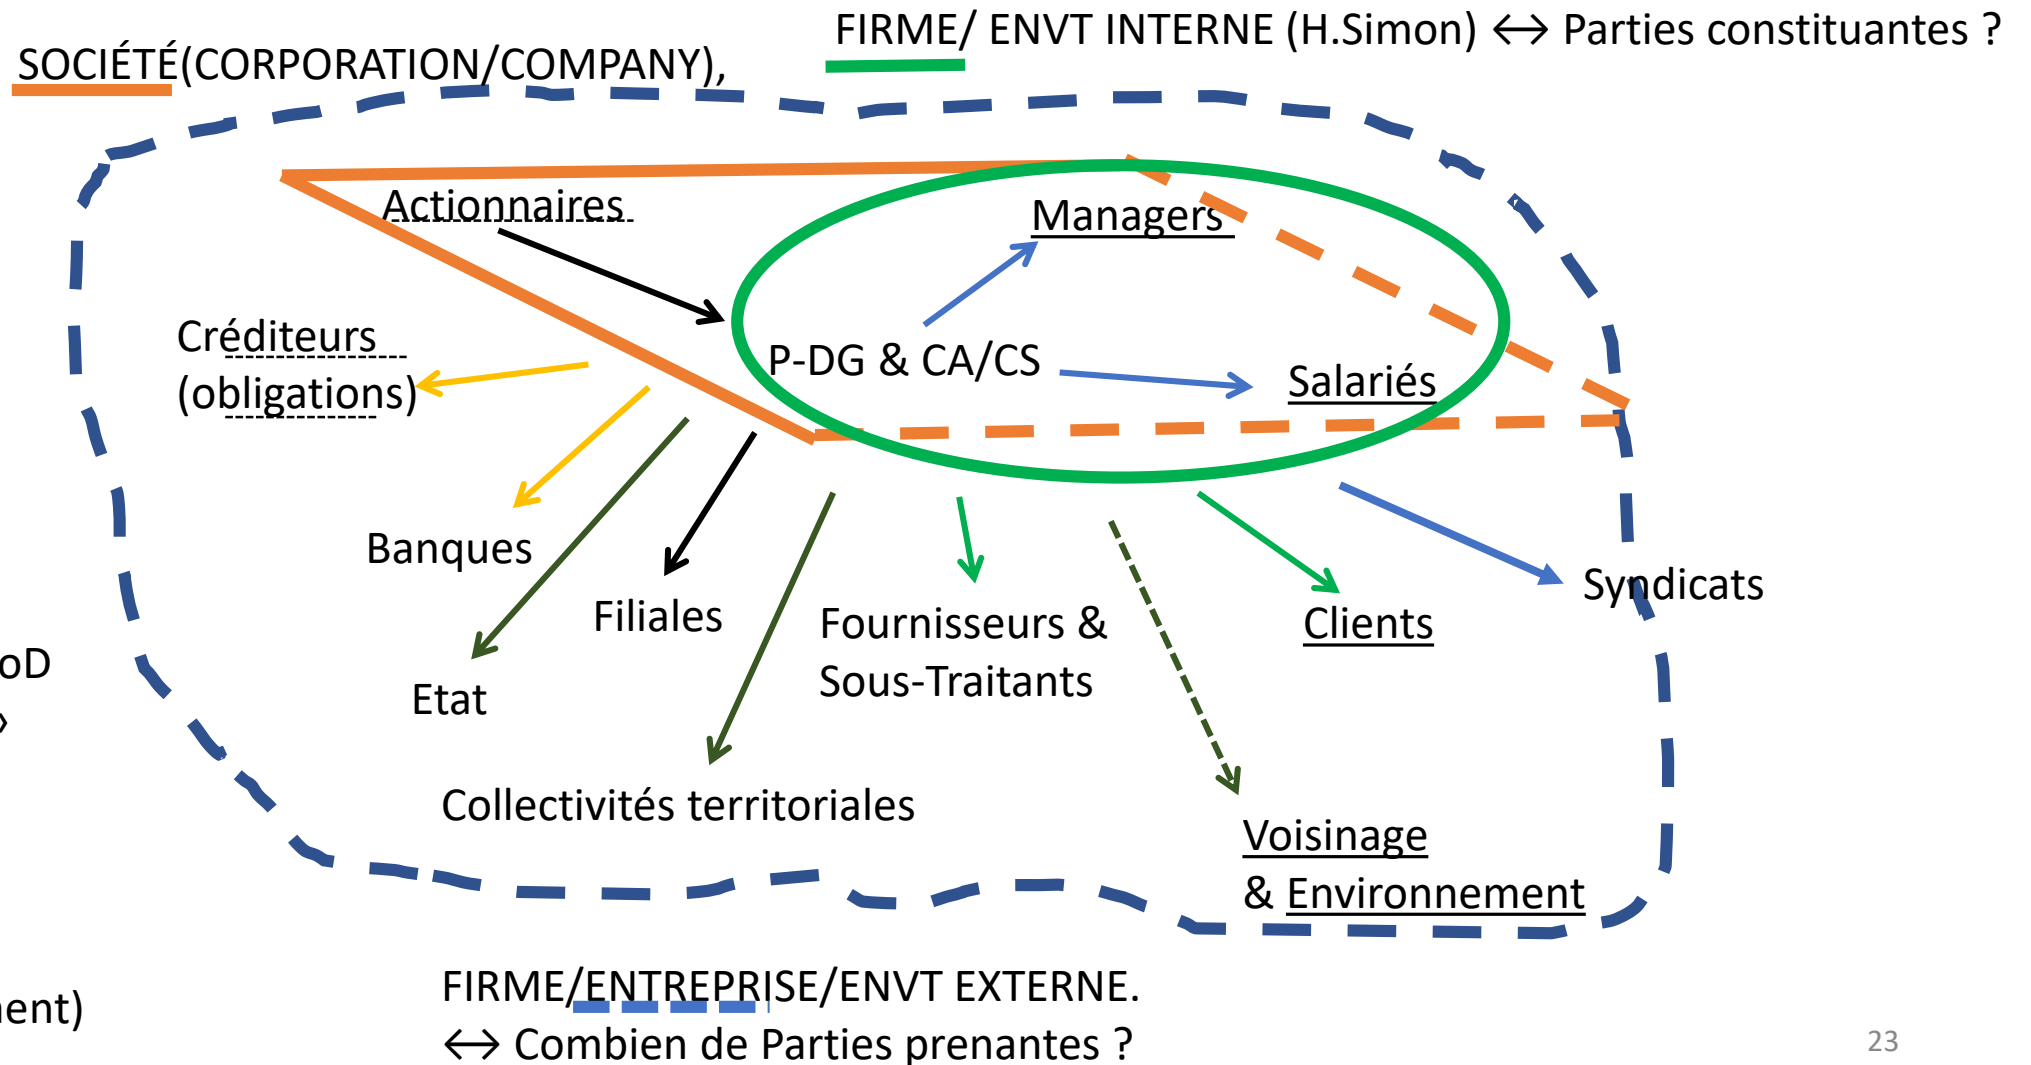 FIRME/ ENVT INTERNE (H.Simon) ↔ Parties constituantes ?
SOCIÉTÉ(CORPORATION/COMPANY),
Actionnaires
Managers
Créditeurs
(obligations)
P-DG & CA/CS
Salariés
Banques
Filiales
Fournisseurs &
Sous-Traitants
Clients
Syndicats
oD
Etat
Collectivités territoriales
Voisinage
& Environnement
FIRME/ENTREPRISE/ENVT EXTERNE.
ent)
↔ Combien de Parties prenantes ?
23